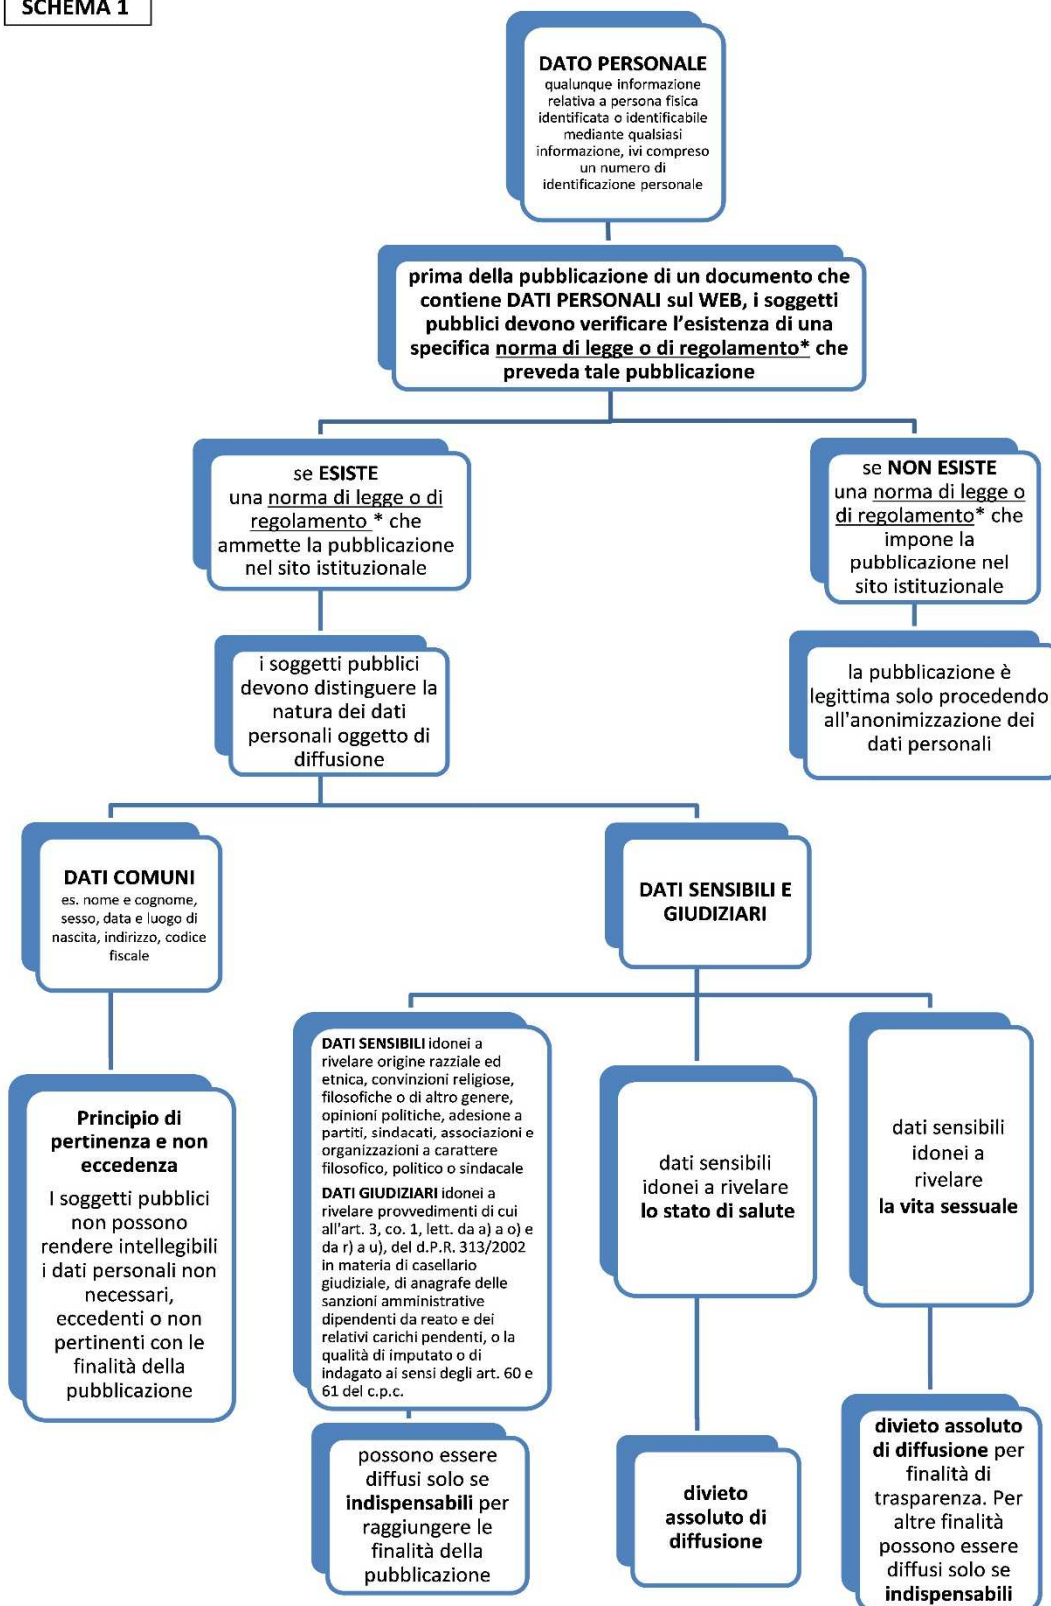 SCHEMA 1
DATO PERSONALE
qualunque informazione
relativa a persona fisica
identificata o identificabile
mediante qualsiasi
informazione, ivi compreso
un numero di
identificazione personale
prima della pubblicazione di un documento che
contiene DATI PERSONALI sul WEB, i soggetti
pubblici devono verificare l'esistenza di una
specifica norma di legge o di regolamento* che
preveda tale pubblicazione
se ESISTE
una norma di legge o di
regolamento * che
ammette la pubblicazione
nel sito istituzionale
se NON ESISTE
una norma di legge o
di regolamento* che
impone la
pubblicazione nel
sito istituzionale
i soggetti pubblici
devono distinguere la
natura dei dati
personali oggetto di
diffusione
la pubblicazione è
legittima solo procedendo
all'anonimizzazione dei
dati personali
DATI COMUNI
es. nome e cognome,
sesso, data e luogo di
nascita, indirizzo, codice
fiscale
DATI SENSIBILI E
GIUDIZIARI
Principio di
pertinenza e non
eccedenza
I soggetti pubblici
non possono
rendere intellegibili
i dati personali non
necessari,
eccedenti o non
pertinenti con le
finalità della
pubblicazione
DATI SENSIBILI idonei a
rivelare origine razziale ed
etnica, convinzioni religiose,
filosofiche o di altro genere,
opinioni politiche, adesione a
partiti, sindacati, associazioni e
organizzazioni a carattere
filosofico, politico o sindacale
DATI GIUDIZIARI idonei a
rivelare provvedimenti di cui
all'art. 3, co. 1, lett. da a) a o) e
da r) a u), del d.P.R. 313/2002
in materia di casellario
giudiziale, di anagrafe delle
sanzioni amministrative
dipendenti da reato e dei
relativi carichi pendenti, o la
qualità di imputato o di
indagato ai sensi degli art. 60 e
61 del c.p.c.
dati sensibili
idonei a rivelare
lo stato di salute
dati sensibili
idonei a
rivelare
la vita sessuale
possono essere
diffusi solo se
indispensabili per
raggiungere le
finalità della
pubblicazione
divieto
assoluto di
diffusione
divieto assoluto
di diffusione per
finalità di
trasparenza. Per
altre finalità
possono essere
diffusi solo se
indispensabili